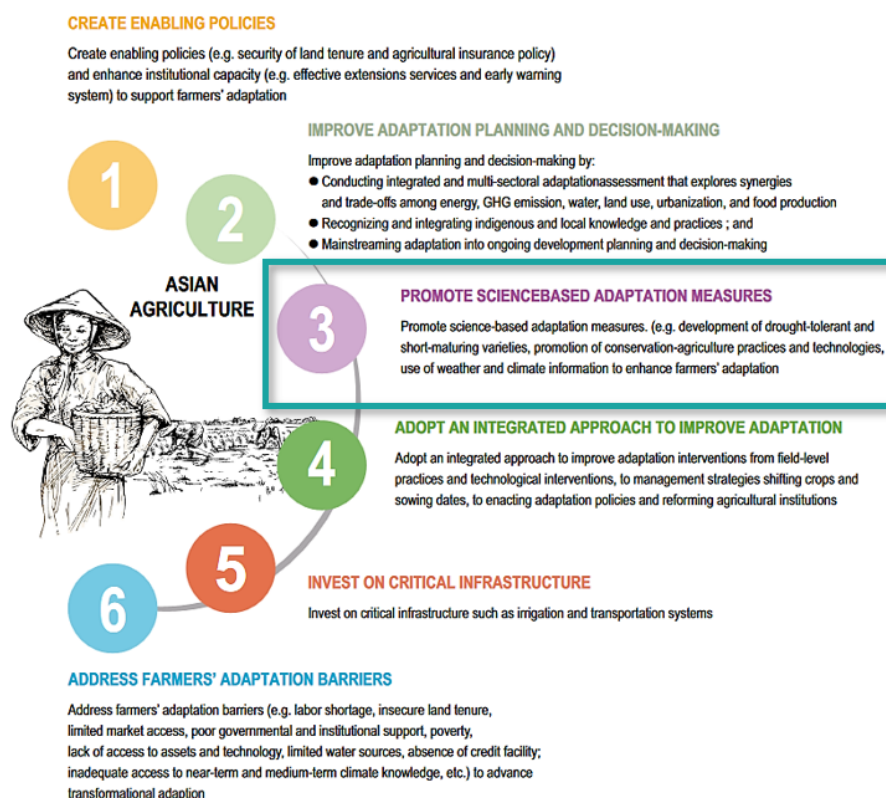 CREATE ENABLING POLICIES
Create enabling policies (e.g. security of land tenure and agricultural insurance policy)
and enhance institutional capacity (e.g. effective extensions services and early warning
system) to support farmers' adaptation
1
IMPROVE ADAPTATION PLANNING AND DECISION-MAKING
Improve adaptation planning and decision-making by:
● Conducting integrated and multi-sectoral adaptationassessment that explores synergies
and trade-offs among energy, GHG emission, water, land use, urbanization, and food production
● Recognizing and integrating indigenous and local knowledge and practices ; and
● Mainstreaming adaptation into ongoing development planning and decision-making
2
ASIAN
AGRICULTURE
3
PROMOTE SCIENCEBASED ADAPTATION MEASURES
Promote science-based adaptation measures. (e.g. development of drought-tolerant and
short-maturing varieties, promotion of conservation-agriculture practices and technologies,
use of weather and climate information to enhance farmers' adaptation
4
ADOPT AN INTEGRATED APPROACH TO IMPROVE ADAPTATION
Adopt an integrated approach to improve adaptation interventions from field-level
practices and technological interventions, to management strategies shifting crops and
sowing dates, to enacting adaptation policies and reforming agricultural institutions
5
INVEST ON CRITICAL INFRASTRUCTURE
Invest on critical infrastructure such as irrigation and transportation systems
6
ADDRESS FARMERS' ADAPTATION BARRIERS
Address farmers' adaptation barriers (e.g. labor shortage, insecure land tenure,
limited market access, poor governmental and institutional support, poverty,
lack of access to assets and technology, limited water sources, absence of credit facility;
inadequate access to near-term and medium-term climate knowledge, etc.) to advance
transformational adaption